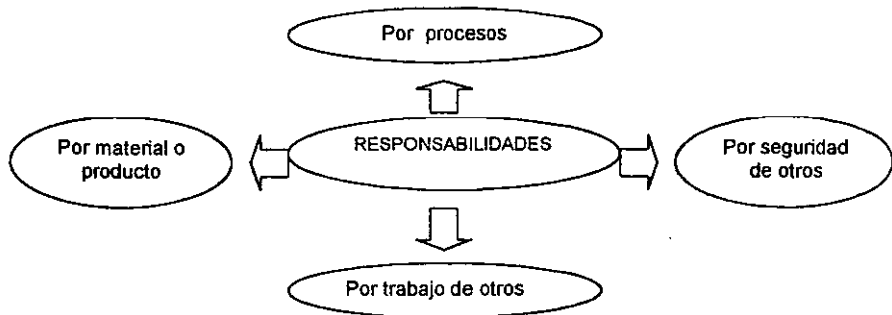 Por procesos
Por material o
producto
RESPONSABILIDADES
Por seguridad
de otros
Por trabajo de otros